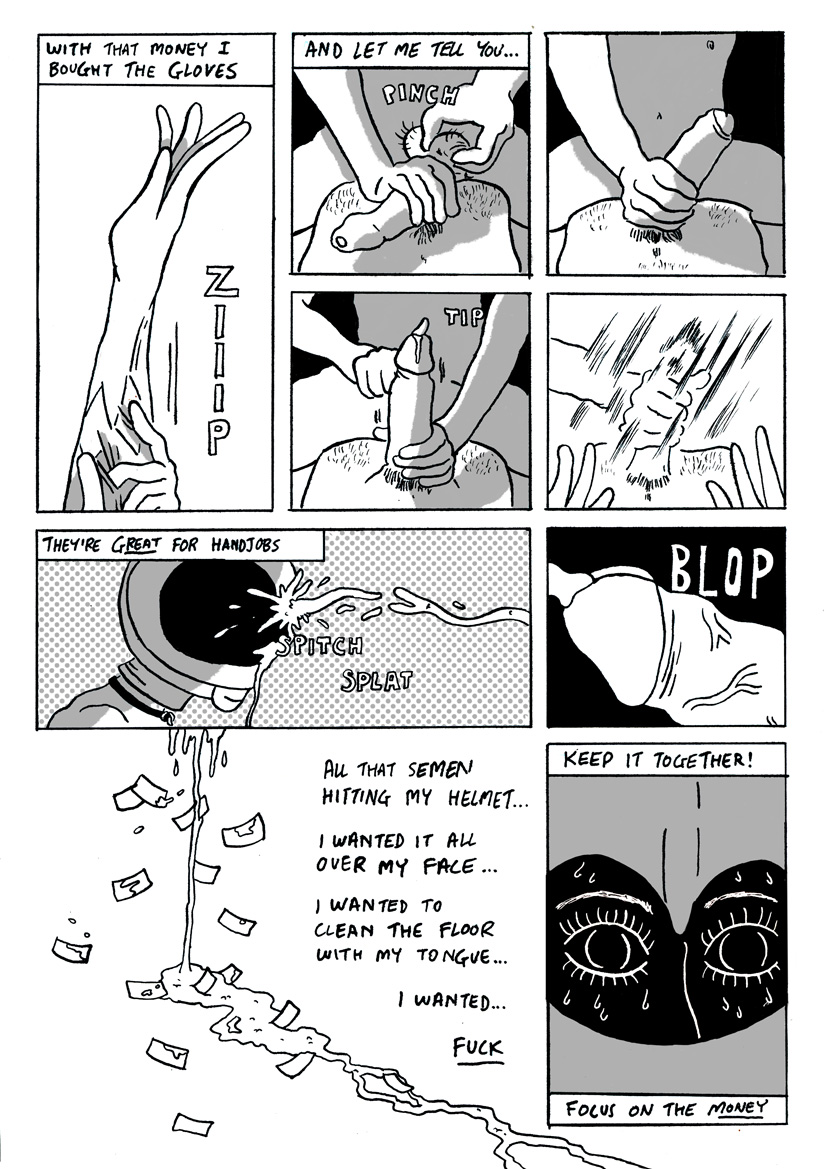 WITH THAT MONEY I
BOUGHT THE GLOVES
ZIIIP
AND LET ME TELL YOU...
PINCH
TIP
THEY'RE GREAT FOR HANDJOBS
SPITCH
SPLAT
BLOP
ALL THAT SEMEN
HITTING MY HELMET...
I WANTED IT ALL
OVER MY FACE...
I WANTED TO
CLEAN THE FLOOR
WITH MY TONGUE...
I WANTED...
FUCK
KEEP IT TOGETHER!
FOCUS ON THE MONEY